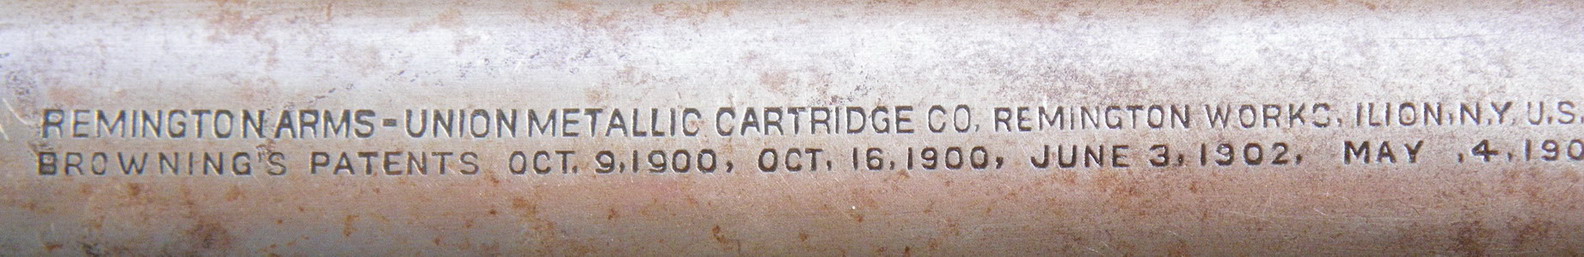 REMINGTON ARMS-UNION METALLIC CARTRIDGE CO. REMINGTON WORKS. ILION, N.Y. U.S.
BROWNING'S PATENTS OCT. 9, 1900, OCT. 16, 1900, JUNE 3, 1902, MAY .4, 190